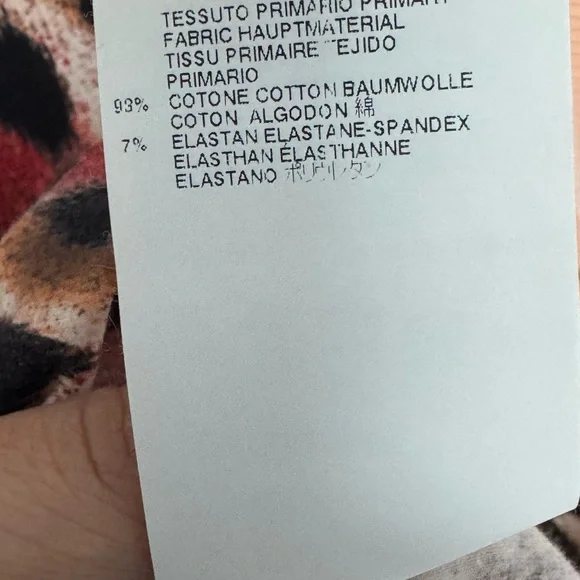 TESSUTO PRIMARIIO PRIMARY
FABRIC HAUPTMATERIAL
TISSU PRIMAIRE TEJIDO
PRIMARIO
93% COTONE COTTON BAUMWOLLE
COTON ALGODON 綿
7% ELASTAN ELASTANE-SPANDEX
ELASTHAN ÉLASTHANNE
ELASTANO ポリウレタン